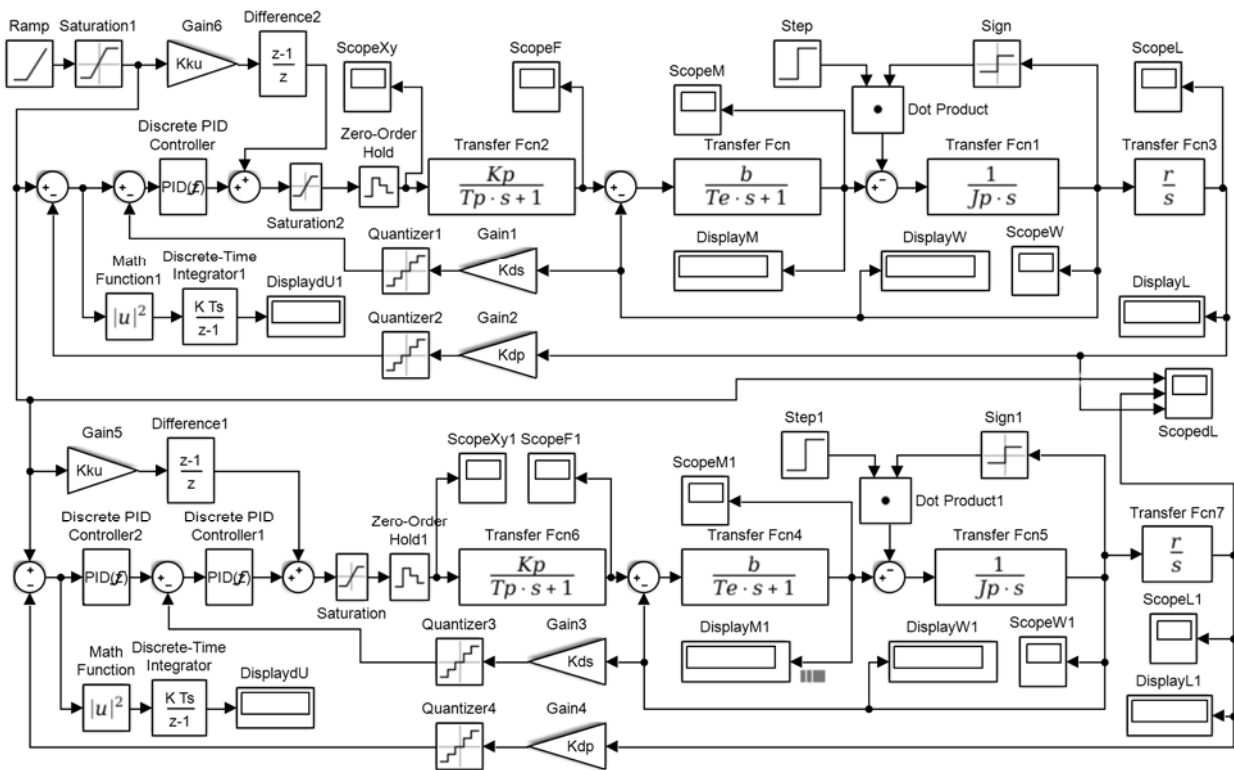 Ramp
Saturation1
Gain6
Difference2
Kku
z-1
z
ScopeXy
ScopeF
ScopeM
Step
Sign
Dot Product
ScopeL
Discrete PID
Controller
PID(z)
Saturation2
Zero-Order
Hold
Transfer Fcn2
Kp
Tp · s + 1
Transfer Fcn
b
Te · s + 1
Transfer Fcn1
1
Jp · s
Transfer Fcn3
r
s
Math
Function1
|u|²
Discrete-Time
Integrator1
K Ts
z-1
DisplaydU1
Quantizer1
Gain1
Kds
DisplayM
DisplayW
ScopeW
DisplayL
Quantizer2
Gain2
Kdp
ScopedL
Gain5
Kku
Difference1
z-1
z
ScopeXy1
ScopeF1
ScopeM1
Step1
Sign1
Dot Product1
Discrete PID
Controller2
PID(z)
Discrete PID
Controller1
PID(z)
Saturation
Zero-Order
Hold1
Transfer Fcn6
Kp
Tp · s + 1
Transfer Fcn4
b
Te · s + 1
Transfer Fcn5
1
Jp · s
Transfer Fcn7
r
s
Math
Function
|u|²
Discrete-Time
Integrator
K Ts
z-1
DisplaydU
Quantizer3
Gain3
Kds
DisplayM1
DisplayW1
ScopeW1
ScopeL1
DisplayL1
Quantizer4
Gain4
Kdp